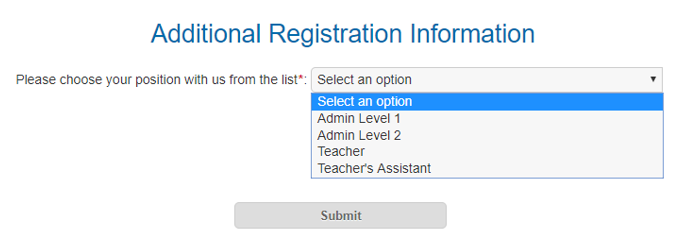 Additional Registration Information
Please choose your position with us from the list*: Select an option
Select an option
Admin Level 1
Admin Level 2
Teacher
Teacher's Assistant
Submit